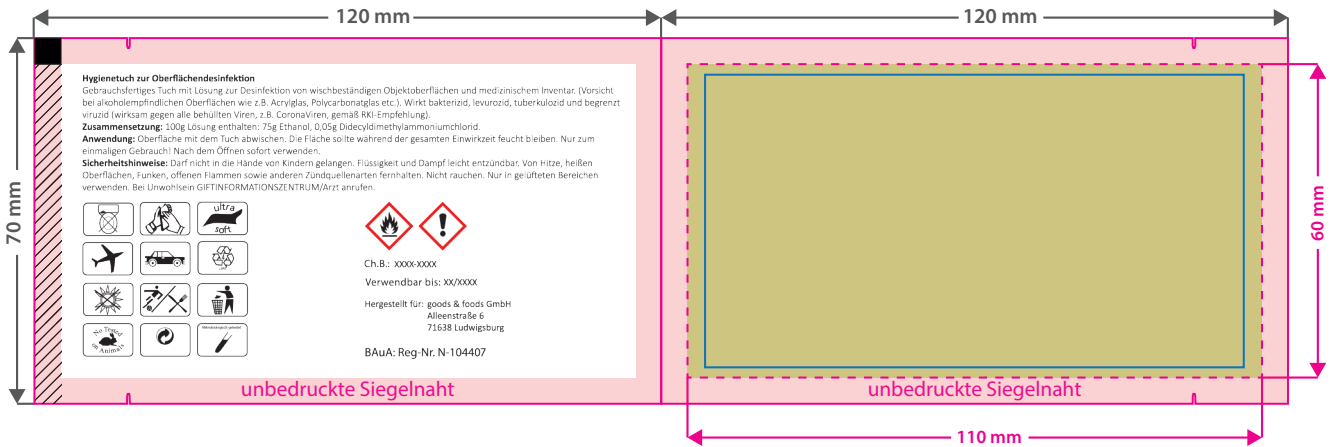 120 mm
120 mm
70 mm
Hygienetuch zur Oberflächendesinfektion
Gebrauchsfertiges Tuch mit Lösung zur Desinfektion von wischbeständigen Objektoberflächen und medizinischem Inventar. (Vorsicht
bei alkoholempfindlichen Oberflächen wie z.B. Acrylglas, Polycarbonatglas etc.). Wirkt bakterizid, levurozid, tuberkulozid und begrenzt
viruzid (wirksam gegen alle behüllten Viren, z.B. CoronaViren, gemäß RKI-Empfehlung).
Zusammensetzung: 100g Lösung enthalten: 75g Ethanol, 0,05g Didecyldimethylammoniumchlorid.
Anwendung: Oberfläche mit dem Tuch abwischen. Die Fläche sollte während der gesamten Einwirkzeit feucht bleiben. Nur zum
einmaligen Gebrauch! Nach dem Öffnen sofort verwenden.
Sicherheitshinweise: Darf nicht in die Hände von Kindern gelangen. Flüssigkeit und Dampf leicht entzündbar. Von Hitze, heißen
Oberflächen, Funken, offenen Flammen sowie anderen Zündquellenarten fernhalten. Nicht rauchen. Nur in gelüfteten Bereichen
verwenden. Bei Unwohlsein GIFTINFORMATIONSZENTRUM/Arzt anrufen.
ultra
soft
No Tested
on Animals
Ch.B.: XXXX-XXXX
Verwendbar bis: XX/XXXX
Hergestellt für: goods & foods GmbH
Alleenstraße 6
71638 Ludwigsburg
BAuA: Reg-Nr. N-104407
unbedruckte Siegelnaht
unbedruckte Siegelnaht
60 mm
110 mm